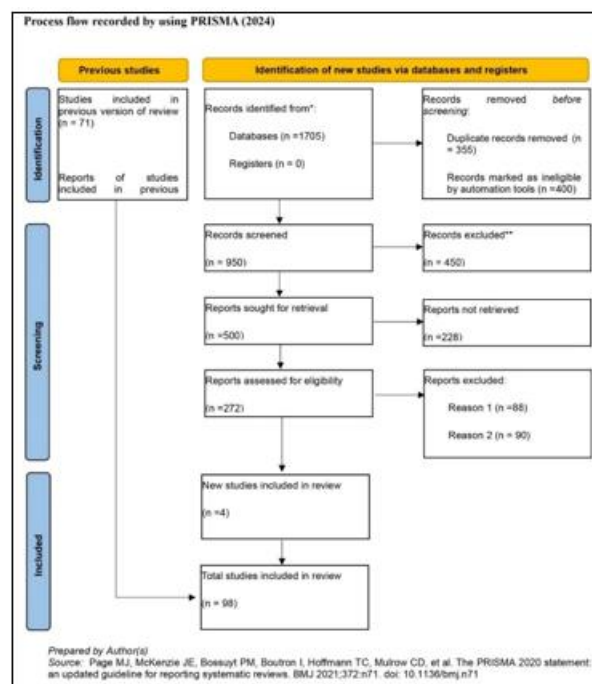 Process flow recorded by using PRISMA (2024)
Previous studies
Identification of new studies via databases and registers
Identification
Studies included in
previous version of review
(n = 71)
Reports of studies
included in previous
Records identified from*:
Databases (n =1705)
Registers (n = 0)
Records removed before
screening:
Duplicate records removed (n
= 355)
Records marked as ineligible
by automation tools (n =400)
Screening
Records screened
(n = 950)
Records excluded**
(n = 450)
Reports sought for retrieval
(n =500)
Reports not retrieved
(n =228)
Reports assessed for eligibility
(n =272)
Reports excluded:
Reason 1 (n =88)
Reason 2 (n = 90)
Included
New studies included in review
(n =4)
Total studies included in review
(n = 98)
Prepared by Author(s)
Source: Page MJ, McKenzie JE, Bossuyt PM, Boutron I, Hoffmann TC, Mulrow CD, et al. The PRISMA 2020 statement:
an updated guideline for reporting systematic reviews. BMJ 2021;372:n71. doi: 10.1136/bmj.n71